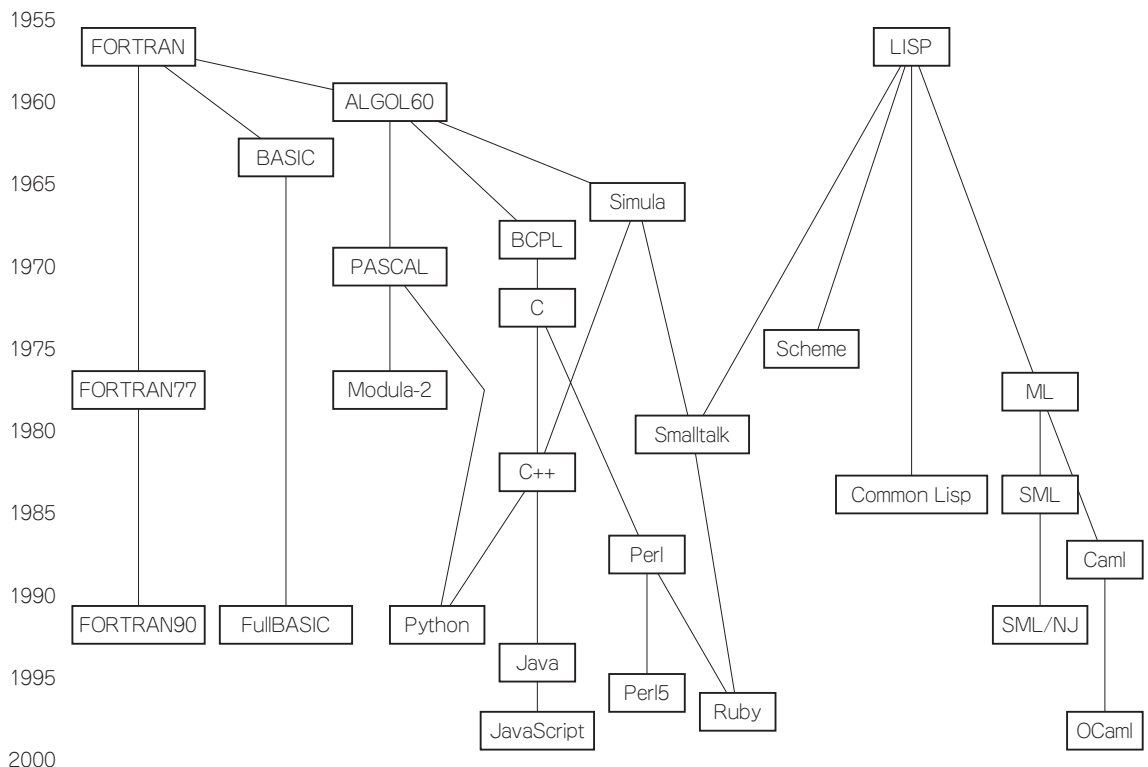 1955
FORTRAN
LISP
1960
ALGOL60
BASIC
1965
Simula
BCPL
1970
PASCAL
C
1975
Scheme
FORTRAN77
Modula-2
ML
1980
Smalltalk
C++
Common Lisp
SML
1985
Perl
Caml
1990
FORTRAN90
FullBASIC
Python
SML/NJ
Java
1995
Perl5
Ruby
JavaScript
OCaml
2000